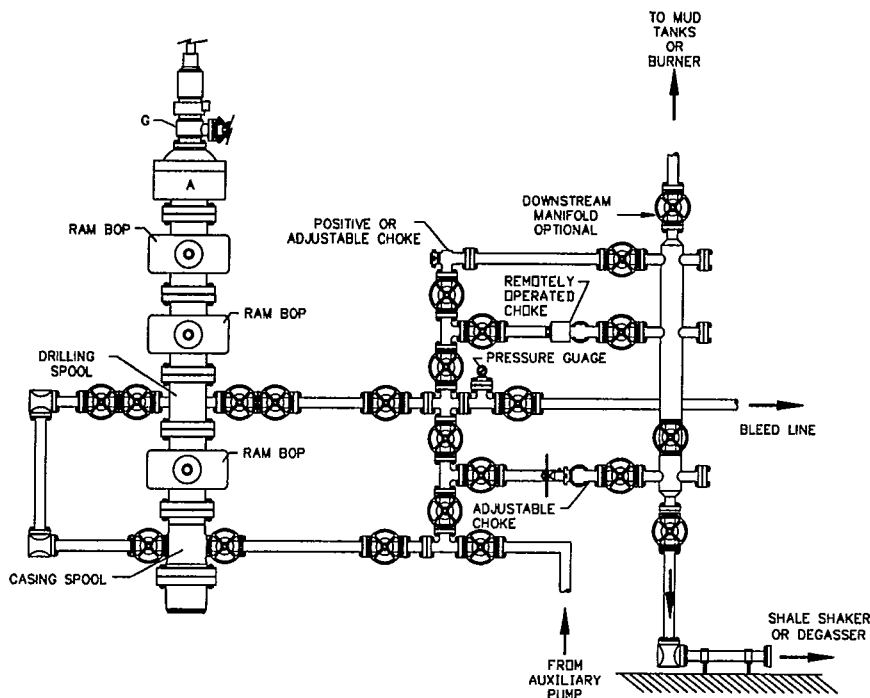 TO MUD
TANKS
OR
BURNER
G
A
DOWNSTREAM
MANIFOLD
OPTIONAL
POSITIVE OR
ADJUSTABLE CHOKE
RAM BOP
REMOTELY
OPERATED
CHOKE
RAM BOP
PRESSURE GUAGE
DRILLING
SPOOL
BLEED LINE
RAM BOP
ADJUSTABLE
CHOKE
CASING SPOOL
SHALE SHAKER
OR DEGASSER
FROM
AUXILIARY
PUMP